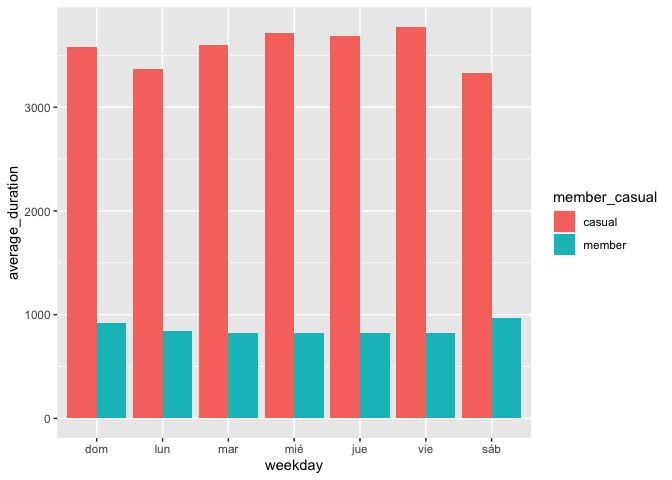 average_duration
3000
2000
1000
0
dom lun mar mié jue vie sáb
weekday
member_casual
casual
member